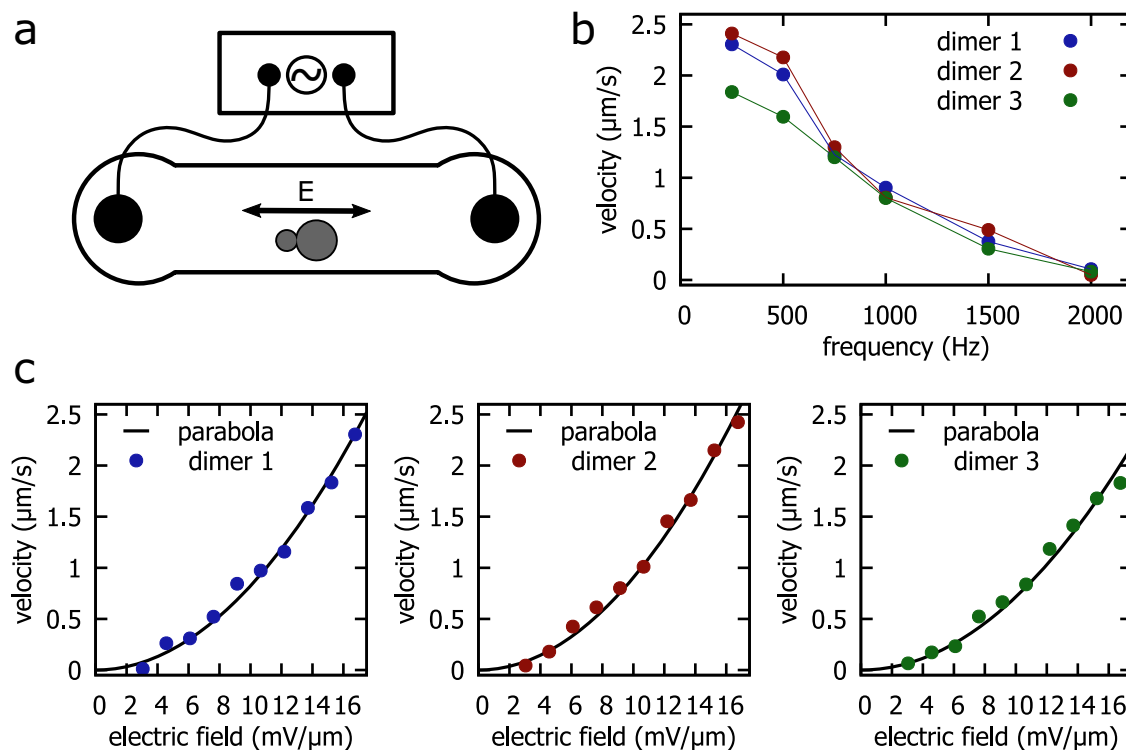 a
E
b
dimer 1
dimer 2
dimer 3
velocity (µm/s)
2.5
2
1.5
1
0.5
0
0 500 1000 1500 2000
frequency (Hz)
c
velocity (µm/s)
2.5
2
1.5
1
0.5
0
parabola
dimer 1
0 2 4 6 8 10 12 14 16
electric field (mV/µm)
velocity (µm/s)
2.5
2
1.5
1
0.5
0
parabola
dimer 2
0 2 4 6 8 10 12 14 16
electric field (mV/µm)
velocity (µm/s)
2.5
2
1.5
1
0.5
0
parabola
dimer 3
0 2 4 6 8 10 12 14 16
electric field (mV/µm)